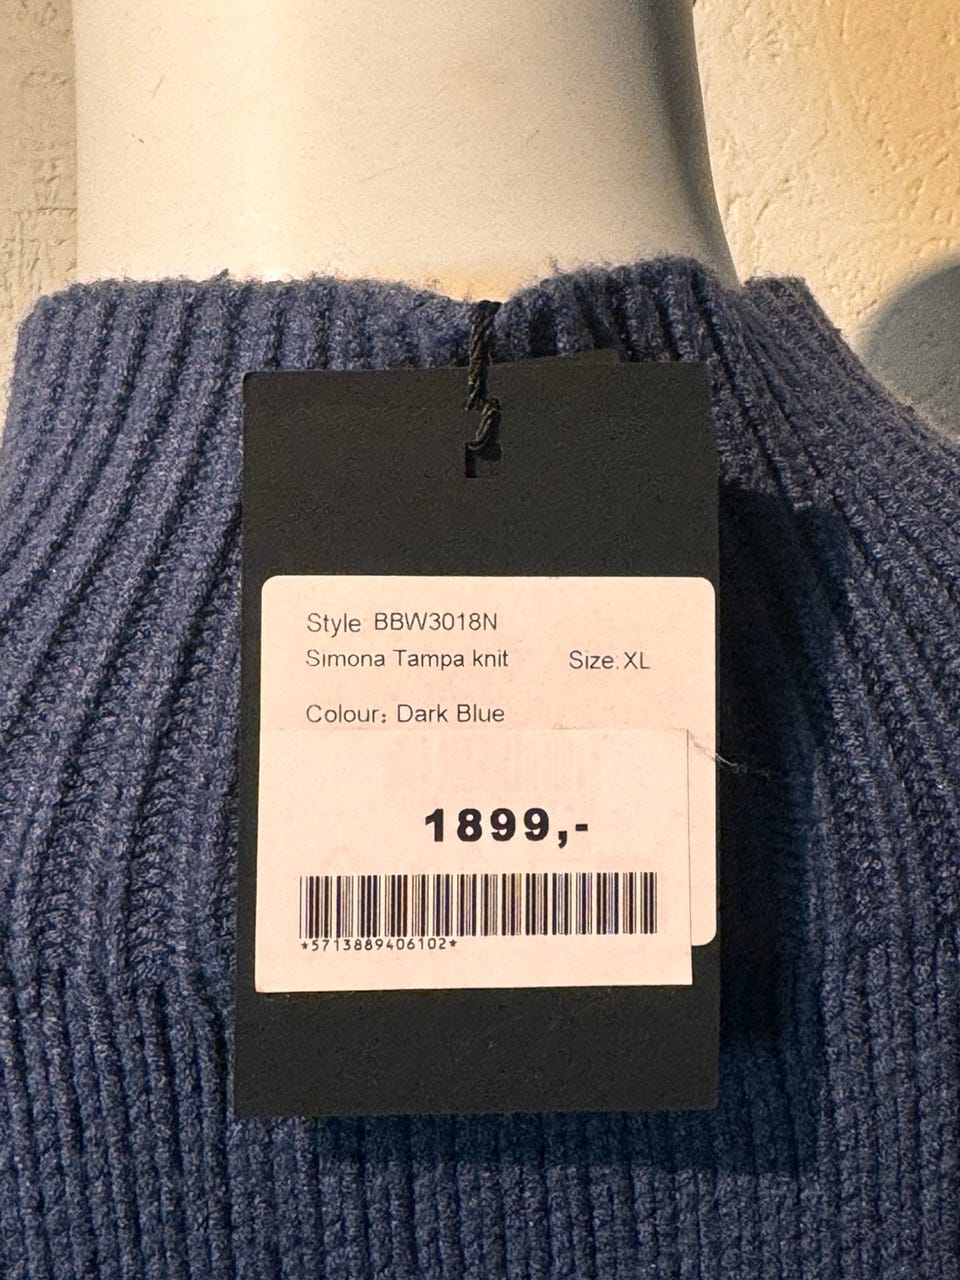 Style BBW3018N
Simona Tampa knit Size: XL
Colour: Dark Blue
1899,-
*5713889406102*